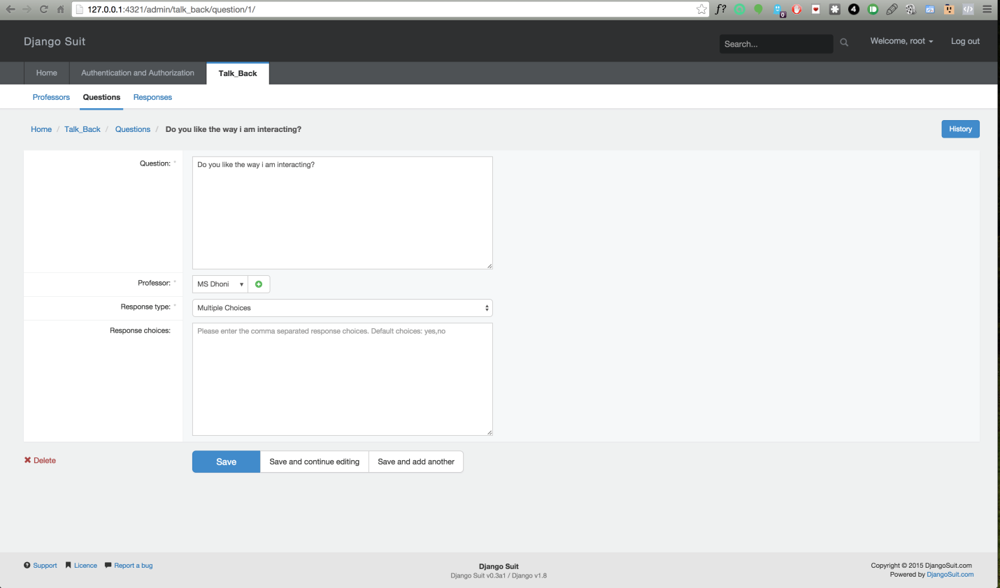 127.0.0.1:4321/admin/talk_back/question/1/
f?
0
4
Django Suit
Search...
Welcome, root
Log out
Home
Authentication and Authorization
Talk_Back
Professors
Questions
Responses
Home / Talk_Back / Questions / Do you like the way i am interacting?
History
Question: *
Do you like the way i am interacting?
Professor: *
MS Dhoni
Response type: *
Multiple Choices
Response choices:
Please enter the comma separated response choices. Default choices: yes,no
Delete
Save
Save and continue editing
Save and add another
Support
Licence
Report a bug
Django Suit
Django Suit v0.3a1 / Django v1.8
Copyright © 2015 DjangoSuit.com
Powered by DjangoSuit.com